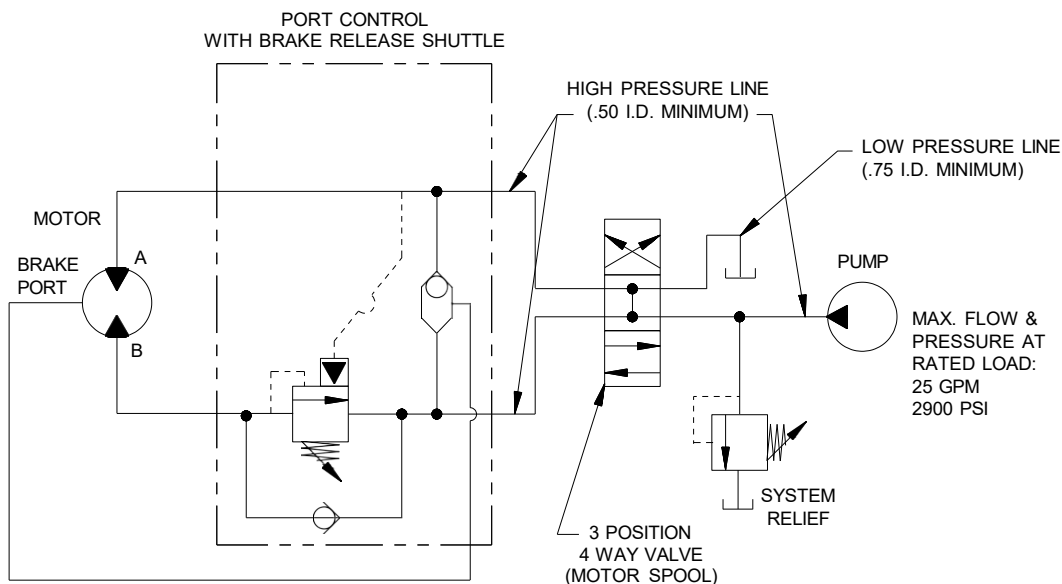 PORT CONTROL
WITH BRAKE RELEASE SHUTTLE
HIGH PRESSURE LINE
(.50 I.D. MINIMUM)
LOW PRESSURE LINE
(.75 I.D. MINIMUM)
MOTOR
A
BRAKE
PORT
B
PUMP
MAX. FLOW &
PRESSURE AT
RATED LOAD:
25 GPM
2900 PSI
SYSTEM
RELIEF
3 POSITION
4 WAY VALVE
(MOTOR SPOOL)